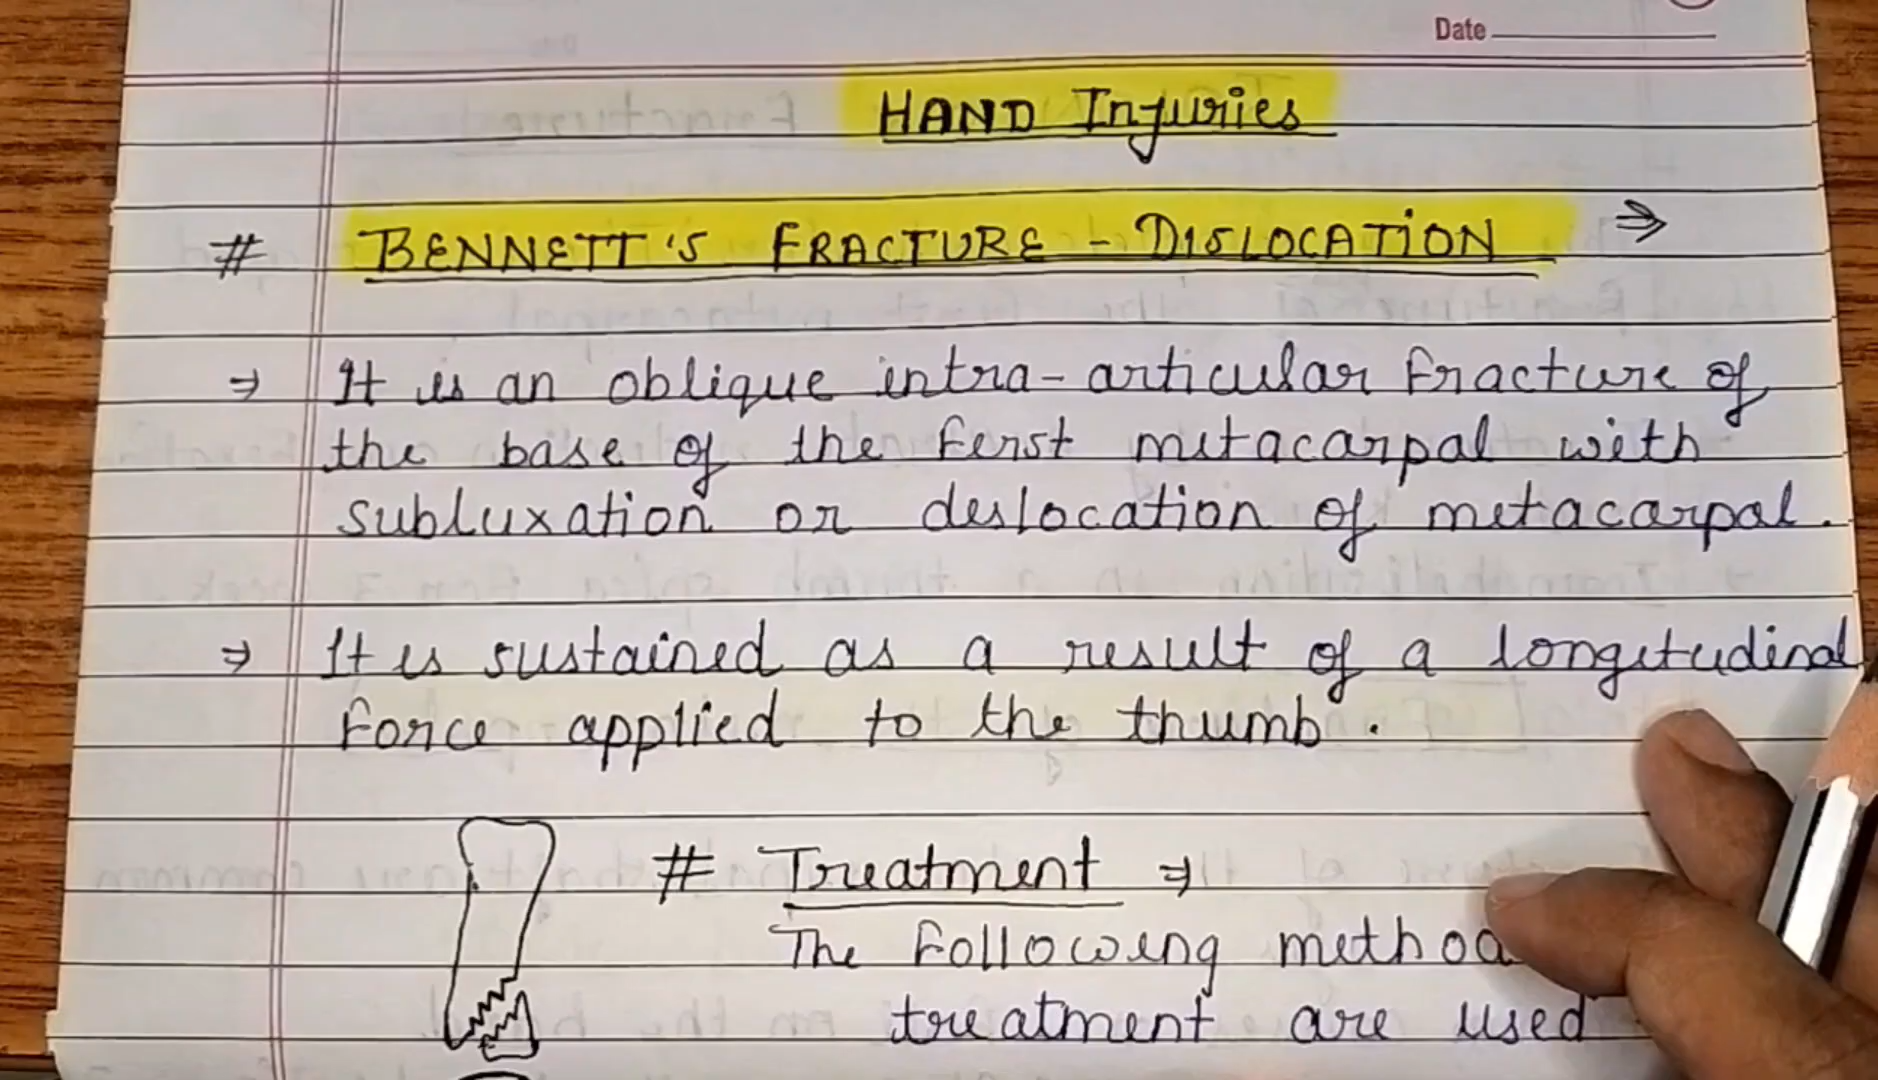 Date
HAND Injuries
# BENNETT'S FRACTURE - DISLOCATION ⇒
⇒ It is an oblique intra-articular fracture of
the base of the first metacarpal with
subluxation or dislocation of metacarpal.
⇒ It is sustained as a result of a longitudinal
force applied to the thumb.
# Treatment ⇒
The following
treatment are used